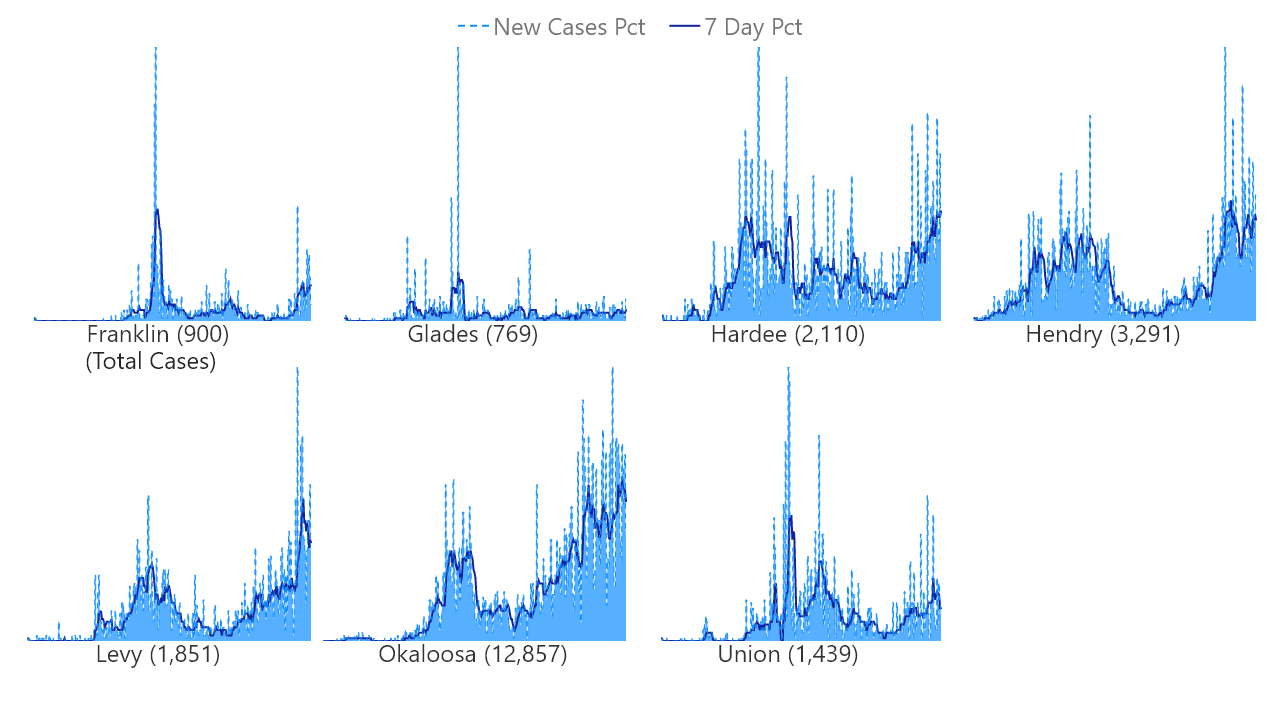 New Cases Pct 7 Day Pct
Franklin (900)
(Total Cases)
Glades (769)
Hardee (2,110)
Hendry (3,291)
Levy (1,851)
Okaloosa (12,857)
Union (1,439)